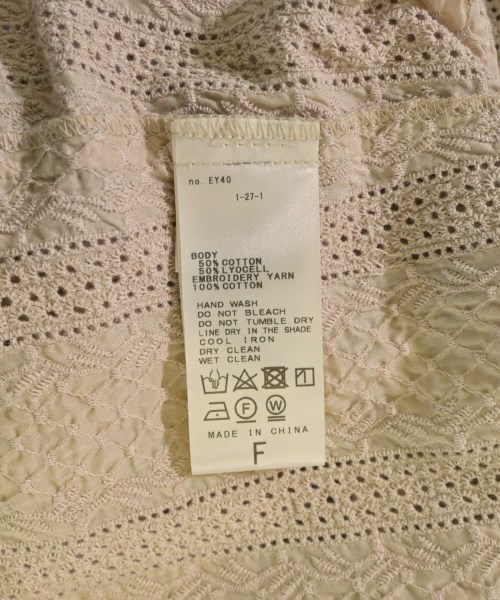 no. EY40
1-27-1
BODY
50%COTTON
50%LYOCELL
EMBROIDERY YARN
100%COTTON
HAND WASH
DO NOT BLEACH
DO NOT TUMBLE DRY
LINE DRY IN THE SHADE
COOL IRON
DRY CLEAN
WET CLEAN
F W
MADE IN CHINA
F